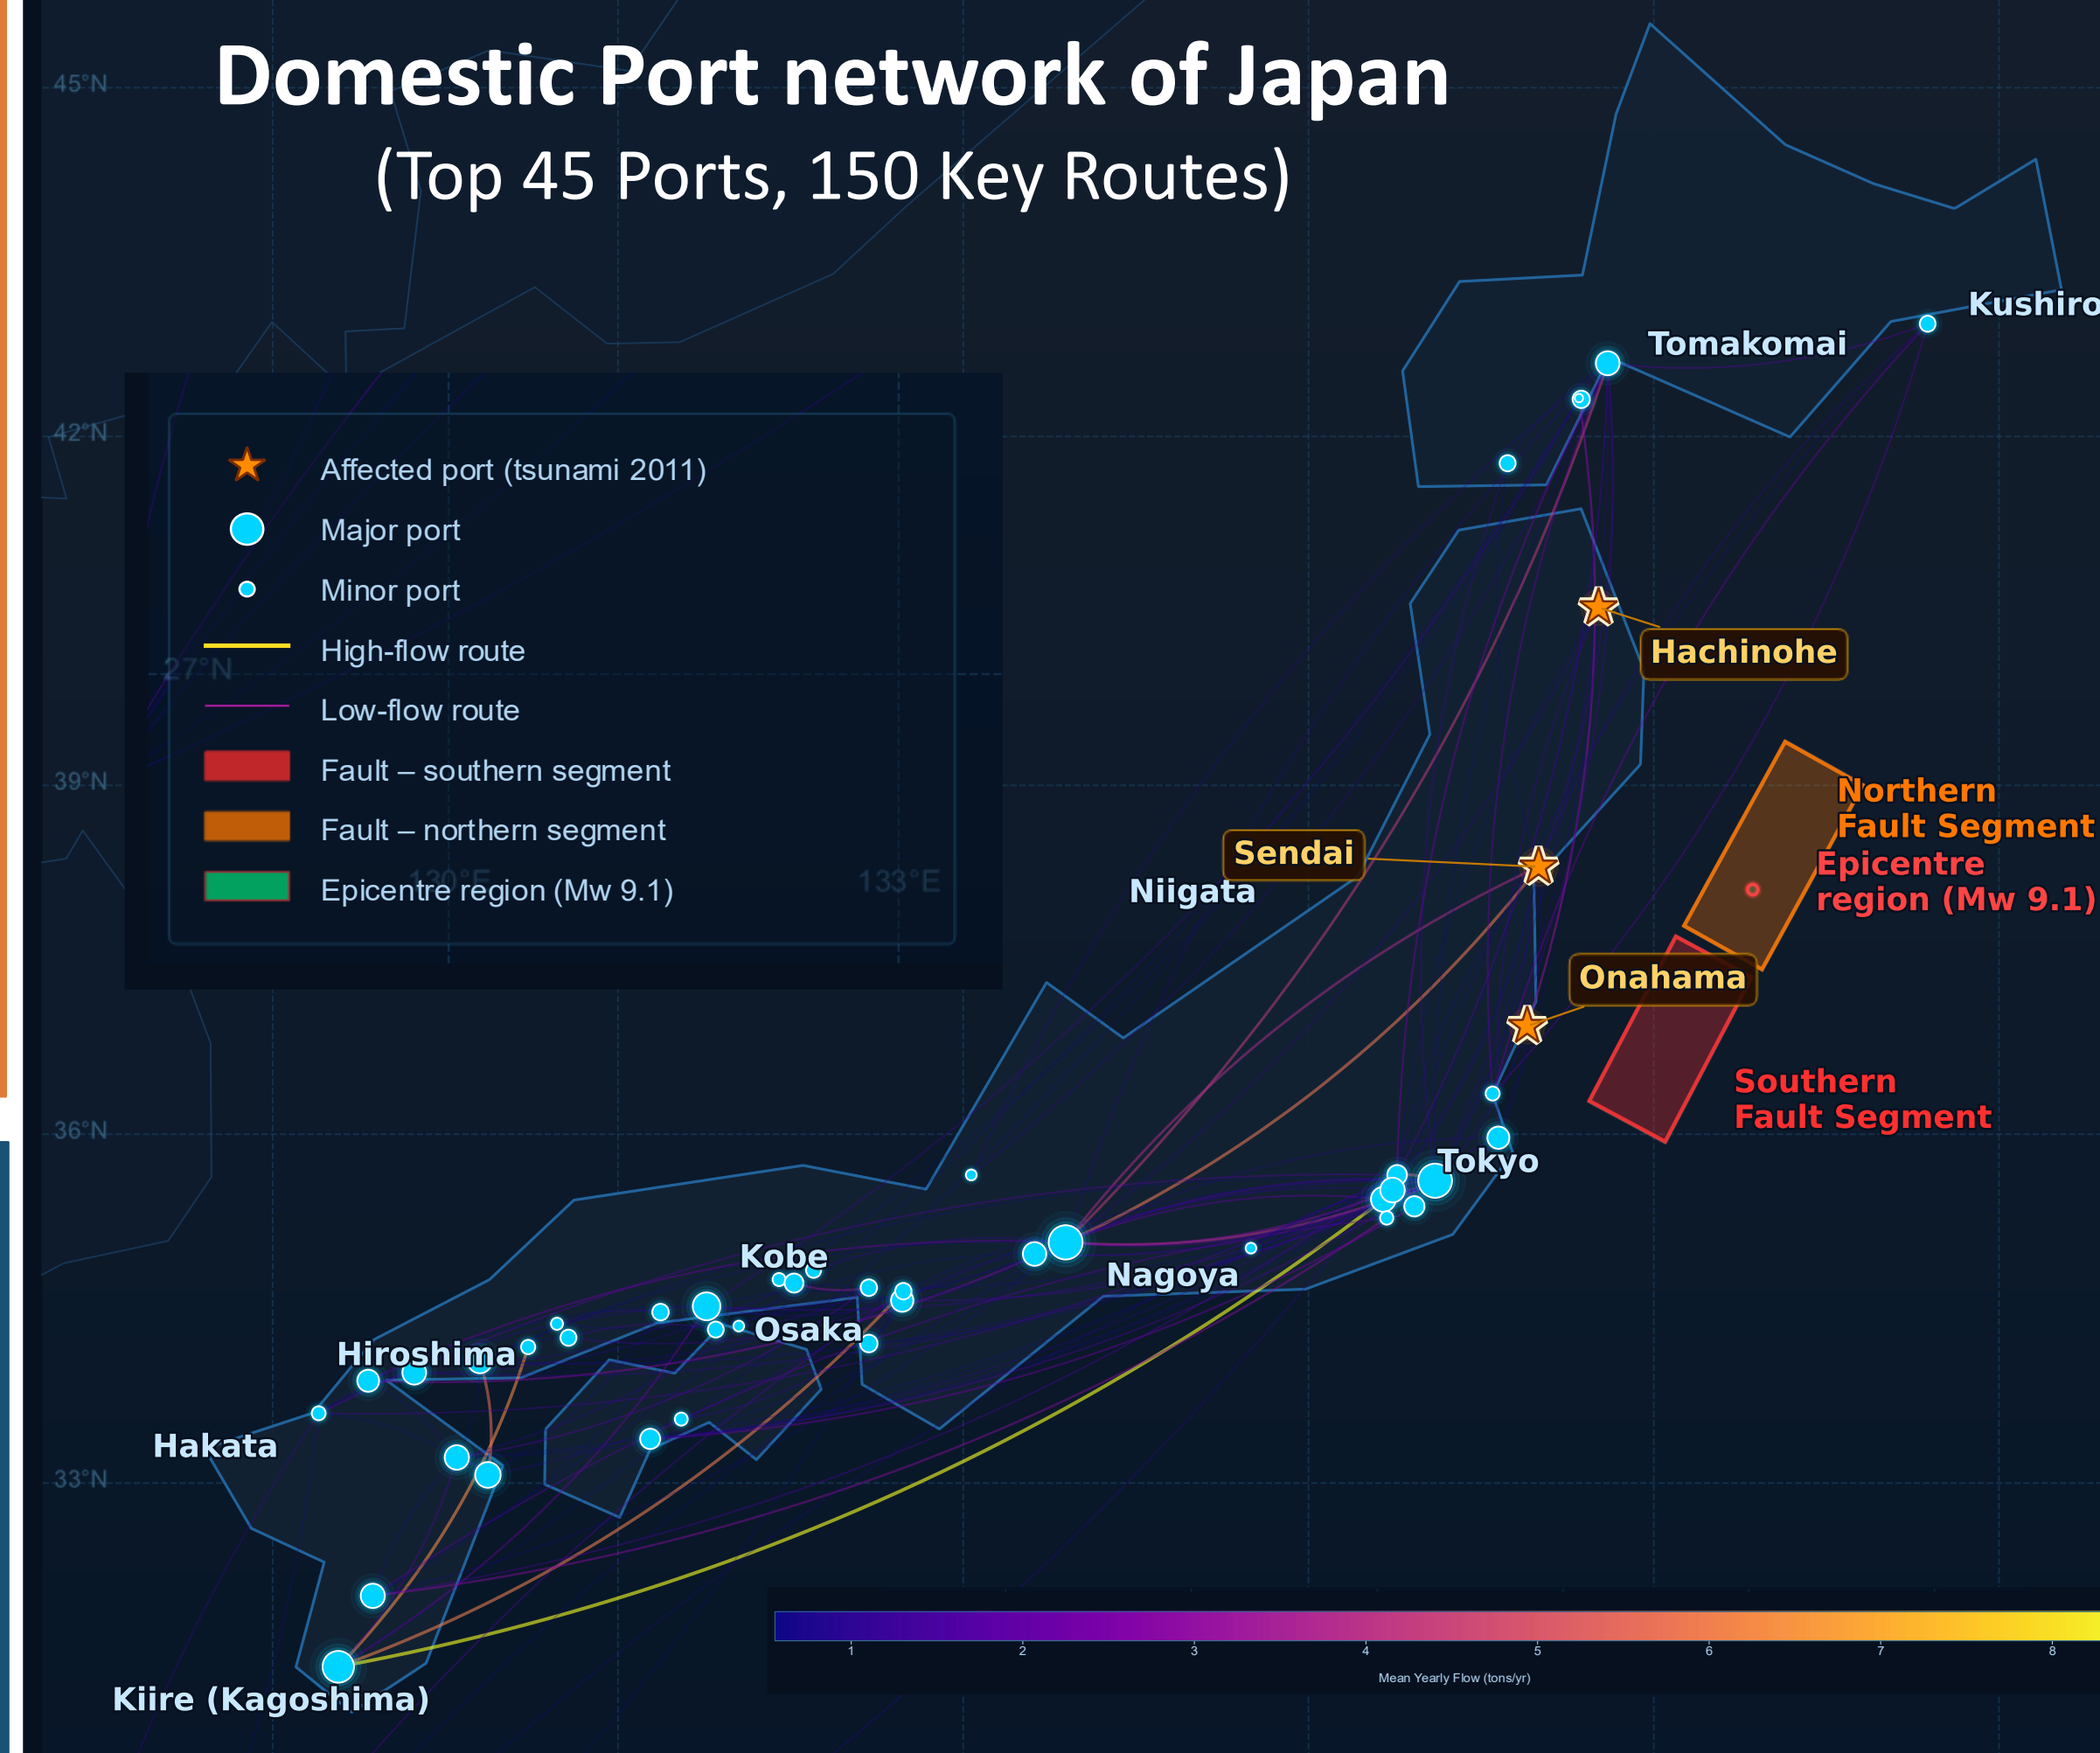 Domestic Port network of Japan
(Top 45 Ports, 150 Key Routes)
45°N
42°N
39°N
36°N
33°N
27°N
130°E
133°E
Affected port (tsunami 2011)
Major port
Minor port
High-flow route
Low-flow route
Fault – southern segment
Fault – northern segment
Epicentre region (Mw 9.1)
Kushiro
Tomakomai
Hachinohe
Northern
Fault Segment
Epicentre
region (Mw 9.1)
Sendai
Niigata
Onahama
Southern
Fault Segment
Tokyo
Kobe
Nagoya
Osaka
Hiroshima
Hakata
Kiire (Kagoshima)
1 2 3 4 5 6 7 8
Mean Yearly Flow (tons/yr)